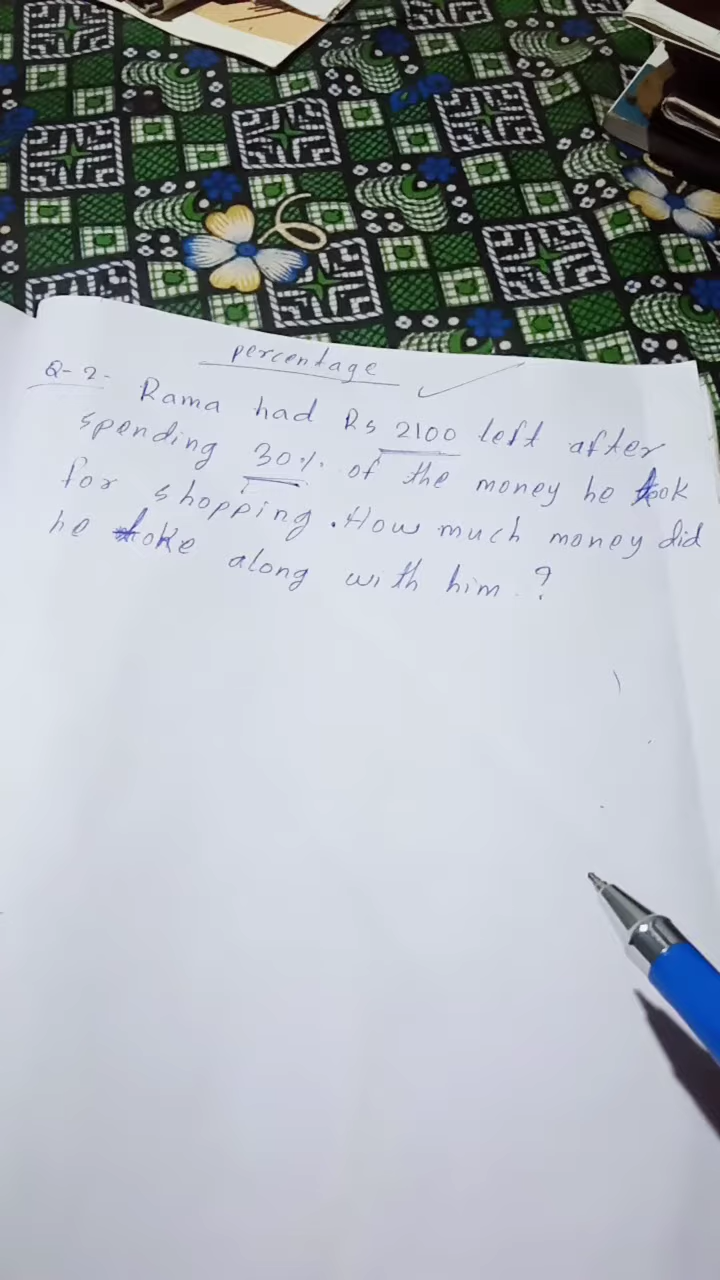 percentage
Q-2- Rama had Rs 2100 left after
spending 30% of the money he took
for shopping. How much money did
he toke along with him.?